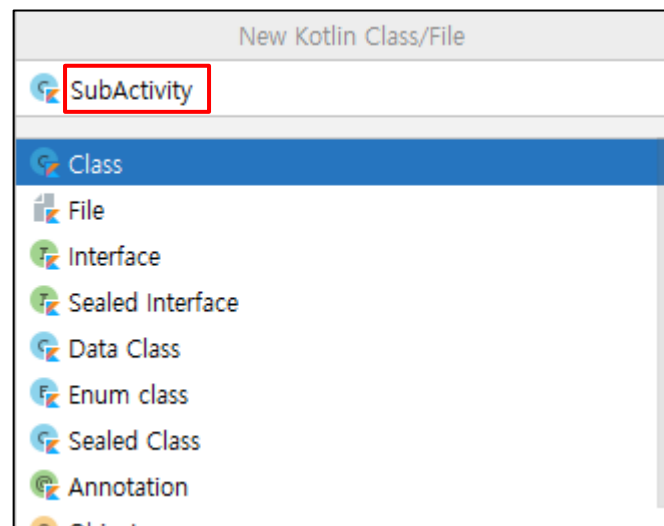 New Kotlin Class/File
SubActivity
Class
File
Interface
Sealed Interface
Data Class
Enum class
Sealed Class
Annotation